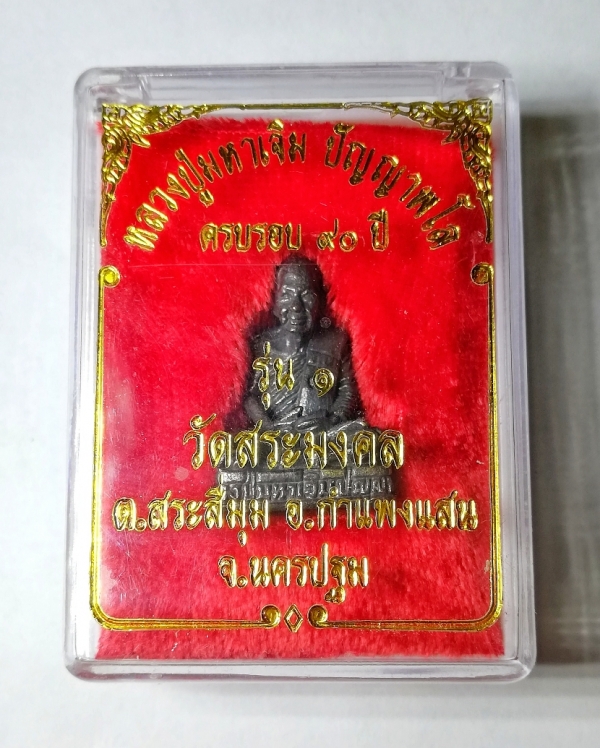 หลวงปู่มหาเจิม ปัญญาพโล
ครบรอบ ๙๐ ปี
รุ่น ๑
วัดสระมงคล
ต.สระสี่มุม อ.กำแพงแสน
จ.นครปฐม